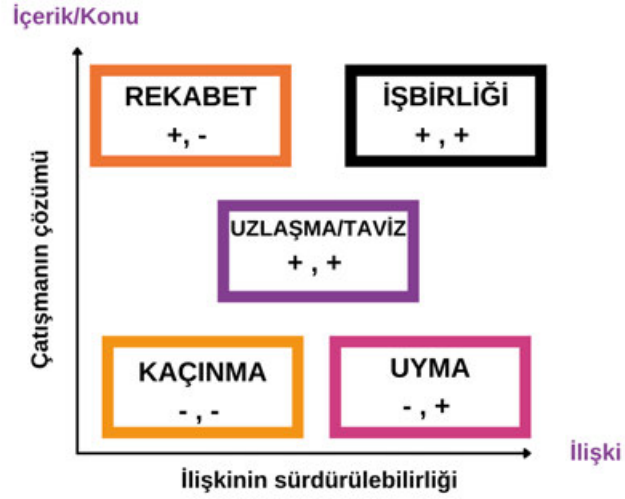 İçerik/Konu
REKABET
+, -
İŞBİRLİĞİ
+ , +
UZLAŞMA/TAVİZ
+ , +
Çatışmanın çözümü
KAÇINMA
- , -
UYMA
- , +
İlişki
İlişkinin sürdürülebilirliği